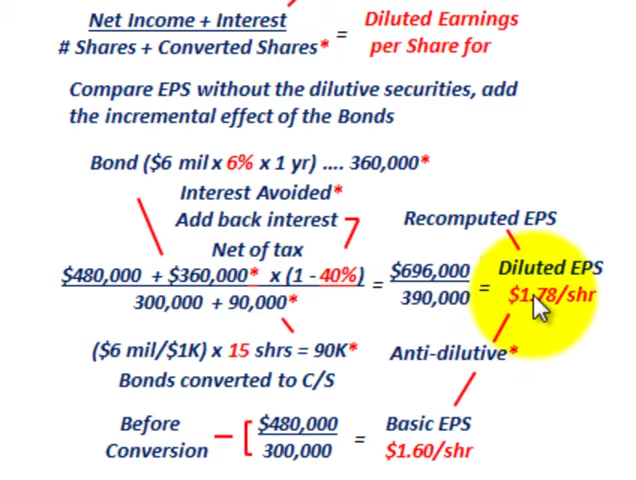 Net Income + Interest
# Shares + Converted Shares*
=
Diluted Earnings
per Share for
Compare EPS without the dilutive securities, add
the incremental effect of the Bonds
Bond ($6 mil x 6% x 1 yr) .... 360,000*
Interest Avoided*
Add back interest
Net of tax
Recomputed EPS
$480,000 + $360,000* x (1 - 40%)
300,000 + 90,000*
=
$696,000
390,000
=
Diluted EPS
$1.78/shr
($6 mil/$1K) x 15 shrs = 90K*
Bonds converted to C/S
Anti-dilutive*
Before
Conversion
$480,000
300,000
=
Basic EPS
$1.60/shr